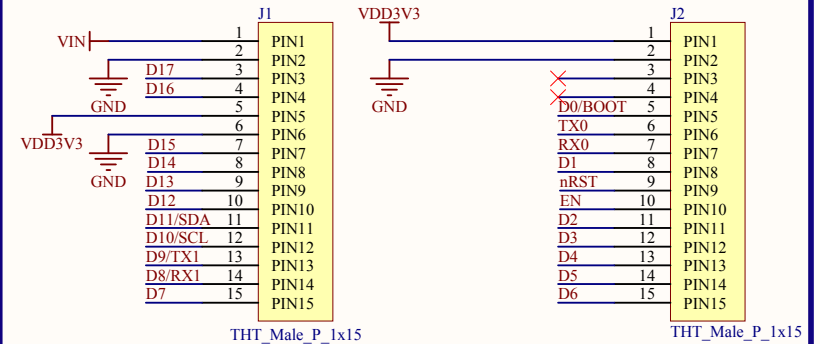 J1
VIN 1 PIN1
2 PIN2
D17 3 PIN3
D16 4 PIN4
GND
5 PIN5
VDD3V3
6 PIN6
D15 7 PIN7
D14 8 PIN8
GND
D13 9 PIN9
D12 10 PIN10
D11/SDA 11 PIN11
D10/SCL 12 PIN12
D9/TX1 13 PIN13
D8/RX1 14 PIN14
D7 15 PIN15
THT_Male_P_1x15
VDD3V3
J2
1 PIN1
2 PIN2
3 PIN3
4 PIN4
GND
D0/BOOT 5 PIN5
TX0 6 PIN6
RX0 7 PIN7
D1 8 PIN8
nRST 9 PIN9
EN 10 PIN10
D2 11 PIN11
D3 12 PIN12
D4 13 PIN13
D5 14 PIN14
D6 15 PIN15
THT_Male_P_1x15